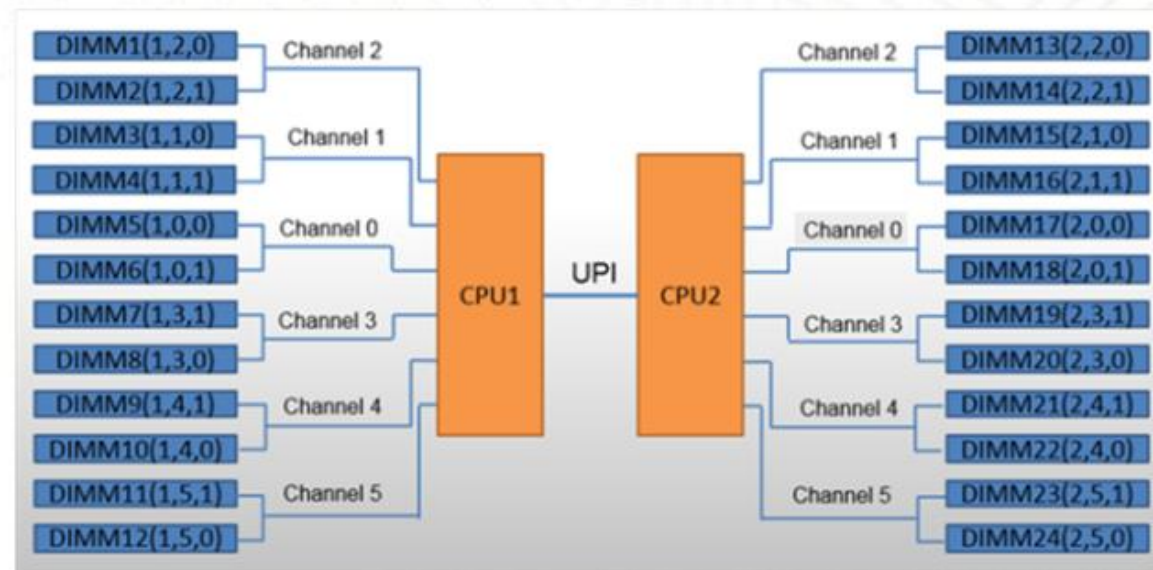 DIMM1(1,2,0)
DIMM2(1,2,1)
Channel 2
DIMM3(1,1,0)
DIMM4(1,1,1)
Channel 1
DIMM5(1,0,0)
DIMM6(1,0,1)
Channel 0
DIMM7(1,3,1)
DIMM8(1,3,0)
Channel 3
DIMM9(1,4,1)
DIMM10(1,4,0)
Channel 4
DIMM11(1,5,1)
DIMM12(1,5,0)
Channel 5
CPU1
UPI
CPU2
Channel 2
DIMM13(2,2,0)
DIMM14(2,2,1)
Channel 1
DIMM15(2,1,0)
DIMM16(2,1,1)
Channel 0
DIMM17(2,0,0)
DIMM18(2,0,1)
Channel 3
DIMM19(2,3,1)
DIMM20(2,3,0)
Channel 4
DIMM21(2,4,1)
DIMM22(2,4,0)
Channel 5
DIMM23(2,5,1)
DIMM24(2,5,0)